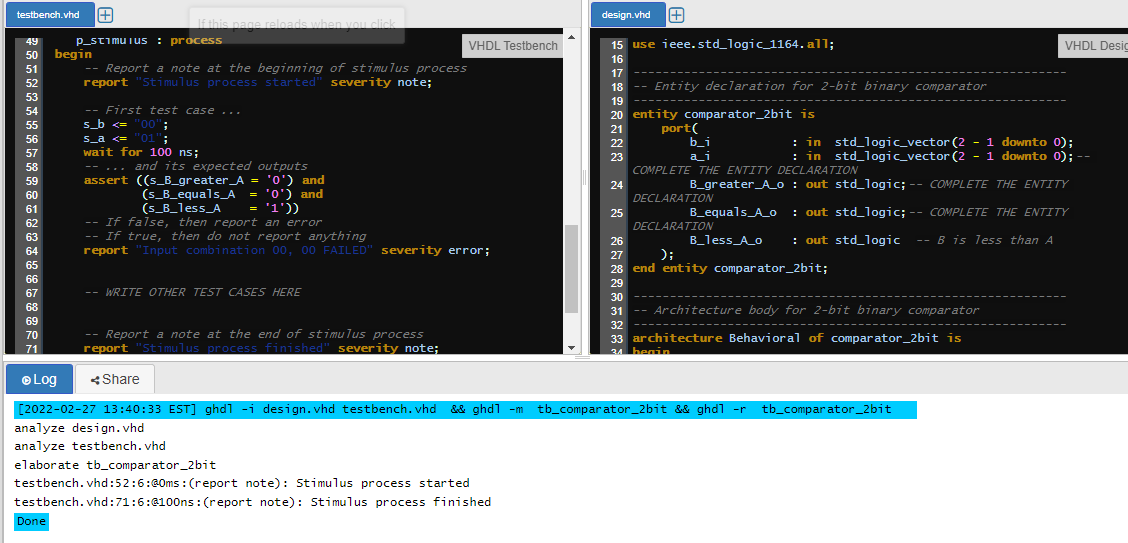 testbench.vhd
If this page reloads when you click
VHDL Testbench
49 p_stimulus : process
50 begin
51 -- Report a note at the beginning of stimulus process
52 report "Stimulus process started" severity note;
53
54 -- First test case ...
55 s_b <= "00";
56 s_a <= "01";
57 wait for 100 ns;
58 -- ... and its expected outputs
59 assert ((s_B_greater_A = '0') and
60 (s_B_equals_A  = '0') and
61 (s_B_less_A    = '1'))
62 -- If false, then report an error
63 -- If true, then do not report anything
64 report "Input combination 00, 00 FAILED" severity error;
65
66
67 -- WRITE OTHER TEST CASES HERE
68
69
70 -- Report a note at the end of stimulus process
71 report "Stimulus process finished" severity note;
design.vhd
VHDL Desig
15 use ieee.std_logic_1164.all;
16
17 ------------------------------------------------------------
18 -- Entity declaration for 2-bit binary comparator
19 ------------------------------------------------------------
20 entity comparator_2bit is
21 port(
22 b_i           : in  std_logic_vector(2 - 1 downto 0);
23 a_i           : in  std_logic_vector(2 - 1 downto 0);--
COMPLETE THE ENTITY DECLARATION
24 B_greater_A_o : out std_logic;-- COMPLETE THE ENTITY
DECLARATION
25 B_equals_A_o  : out std_logic;-- COMPLETE THE ENTITY
DECLARATION
26 B_less_A_o    : out std_logic  -- B is less than A
27 );
28 end entity comparator_2bit;
29
30 ------------------------------------------------------------
31 -- Architecture body for 2-bit binary comparator
32 ------------------------------------------------------------
33 architecture Behavioral of comparator_2bit is
34 begin
Log
Share
[2022-02-27 13:40:33 EST] ghdl -i design.vhd testbench.vhd  && ghdl -m  tb_comparator_2bit && ghdl -r  tb_comparator_2bit
analyze design.vhd
analyze testbench.vhd
elaborate tb_comparator_2bit
testbench.vhd:52:6:@0ms:(report note): Stimulus process started
testbench.vhd:71:6:@100ns:(report note): Stimulus process finished
Done